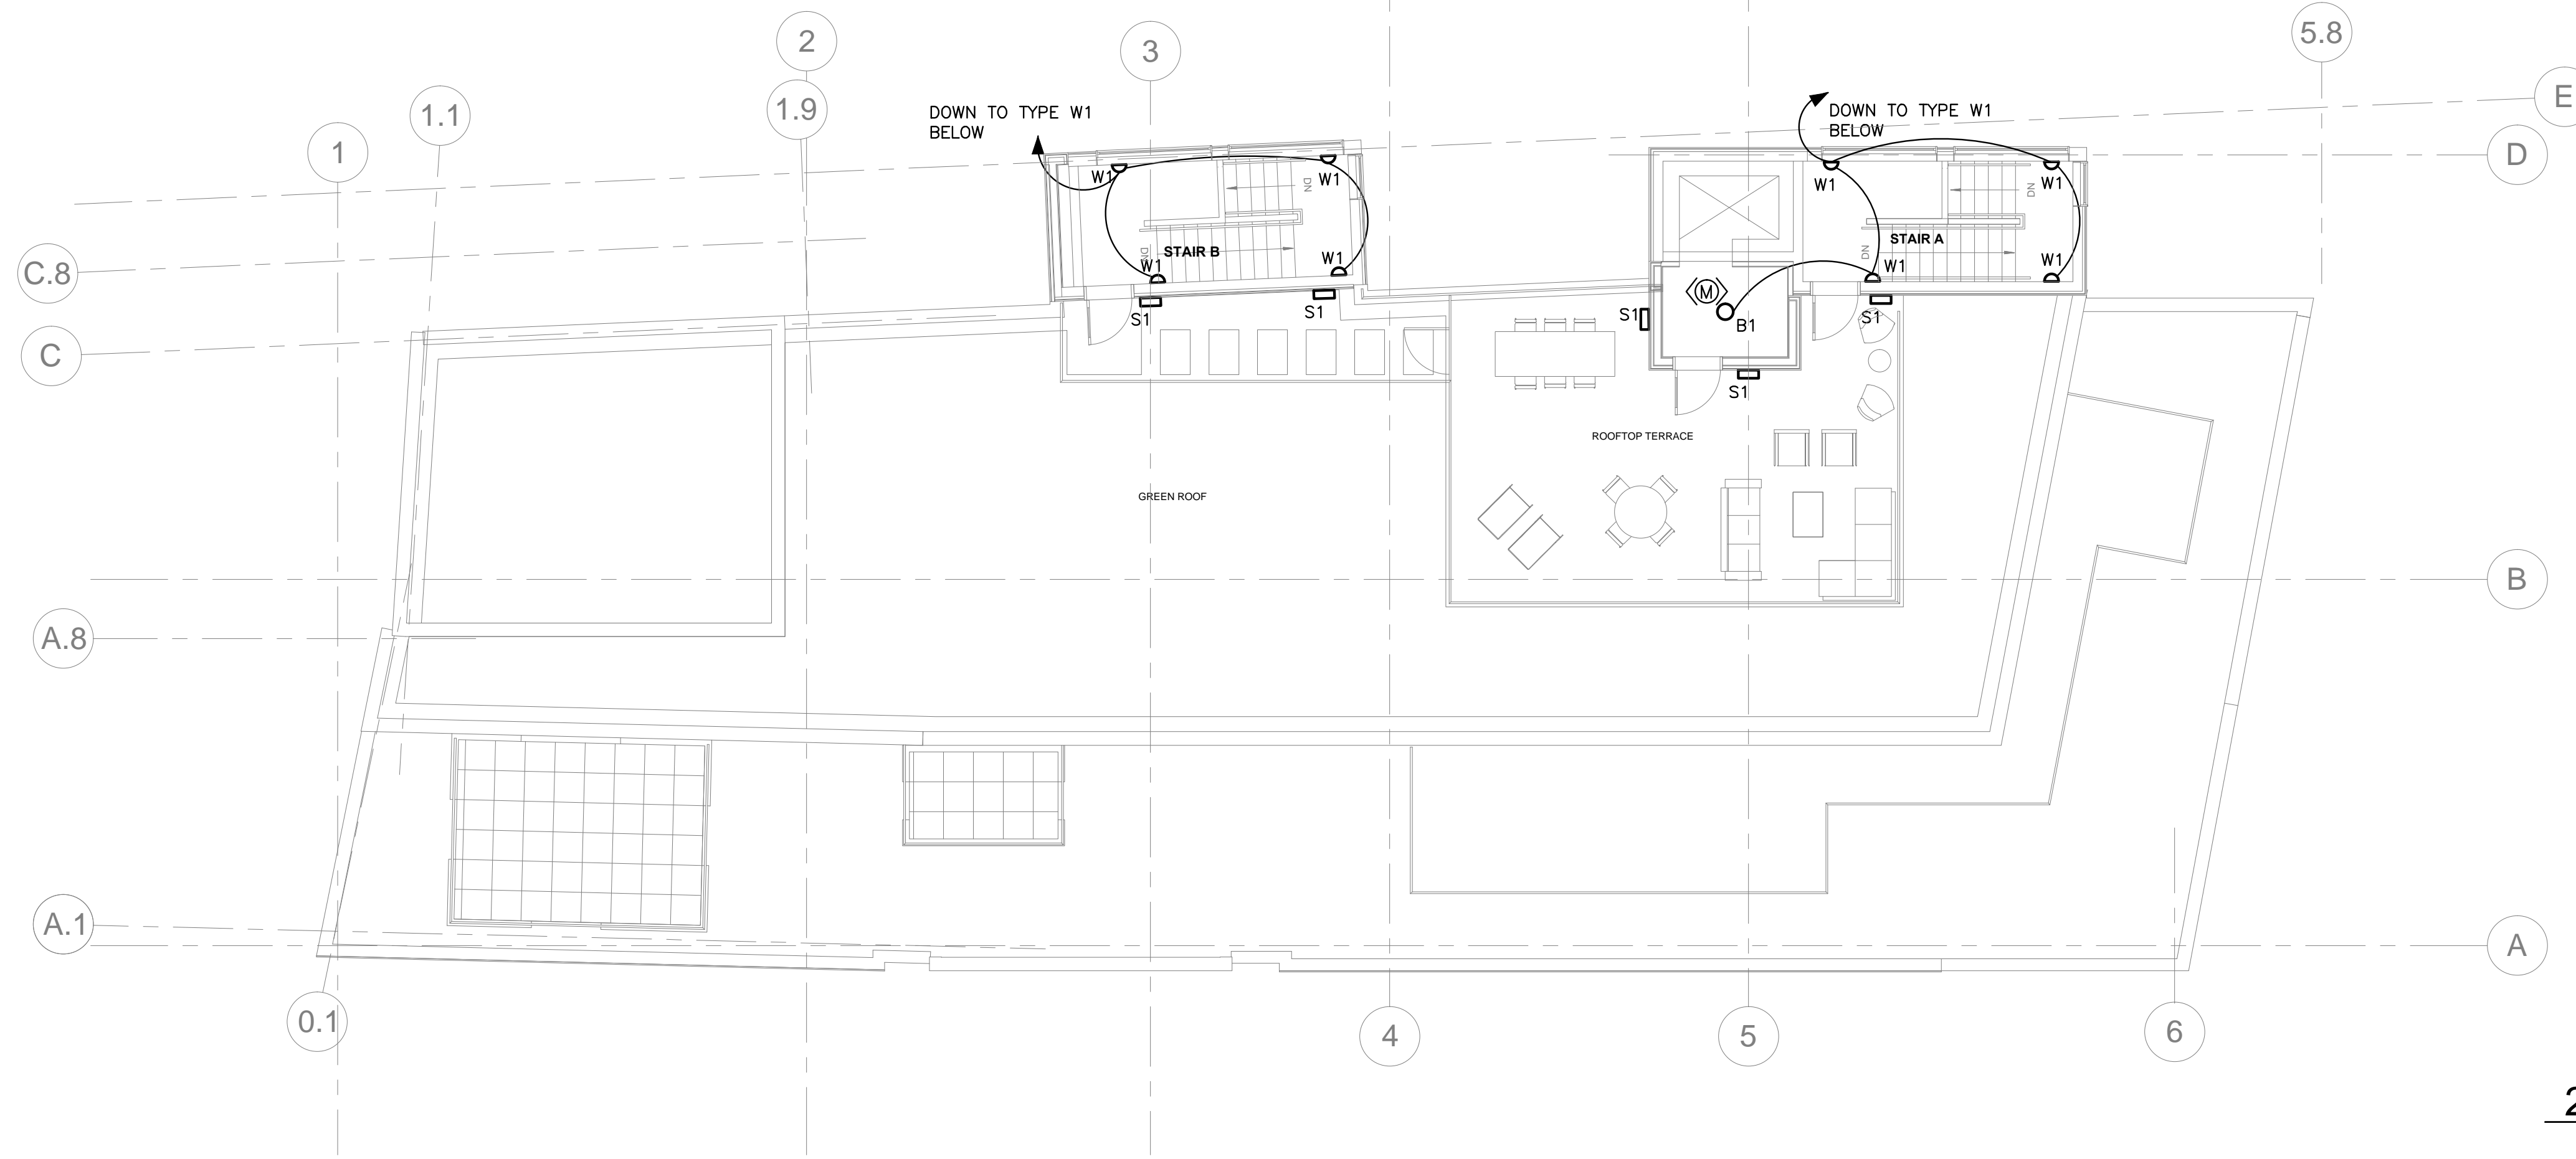 2
3
5.8
1.9
1.1
1
E
D
DOWN TO TYPE W1
BELOW
DOWN TO TYPE W1
BELOW
W1
W1
DN
W1
W1
DN
DN
STAIR B
W1
W1
STAIR A
DN
W1
W1
C.8
M
S1
S1
S1
B1
S1
C
S1
ROOFTOP TERRACE
GREEN ROOF
B
A.8
A.1
A
0.1
4
5
6
2